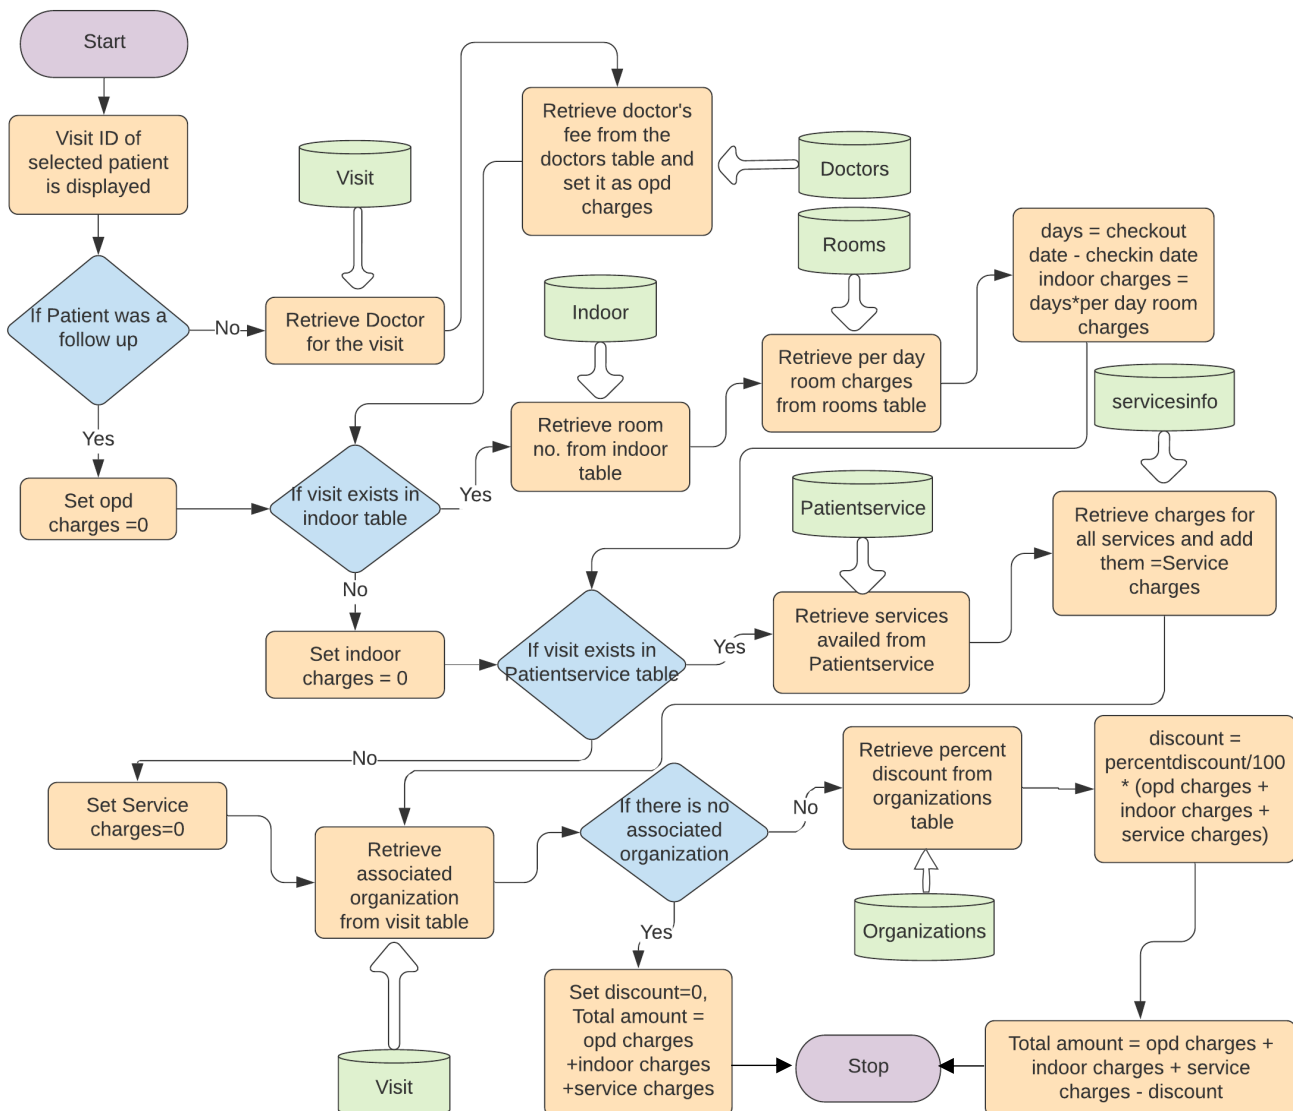 Start
Visit ID of
selected patient
is displayed
If Patient was a
follow up
No
Yes
Set opd
charges =0
Visit
Retrieve Doctor
for the visit
Retrieve doctor's
fee from the
doctors table and
set it as opd
charges
Doctors
Rooms
Indoor
If visit exists in
indoor table
Yes
No
Retrieve room
no. from indoor
table
Retrieve per day
room charges
from rooms table
days = checkout
date - checkin date
indoor charges =
days*per day room
charges
servicesinfo
Set indoor
charges = 0
If visit exists in
Patientservice table
Yes
No
Patientservice
Retrieve services
availed from
Patientservice
Retrieve charges for
all services and add
them =Service
charges
Set Service
charges=0
Retrieve
associated
organization
from visit table
Visit
If there is no
associated
organization
No
Yes
Retrieve percent
discount from
organizations
table
Organizations
discount =
percentdiscount/100
* (opd charges +
indoor charges +
service charges)
Set discount=0,
Total amount =
opd charges
+indoor charges
+service charges
Stop
Total amount = opd charges +
indoor charges + service
charges - discount